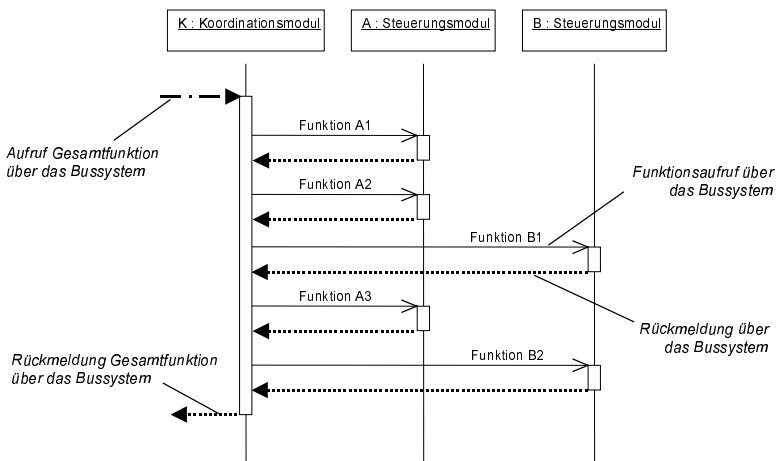 K : Koordinationsmodul
A : Steuerungsmodul
B : Steuerungsmodul
Aufruf Gesamtfunktion
über das Bussystem
Funktion A1
Funktion A2
Funktionsaufruf über
das Bussystem
Funktion B1
Funktion A3
Rückmeldung über
das Bussystem
Funktion B2
Rückmeldung Gesamtfunktion
über das Bussystem